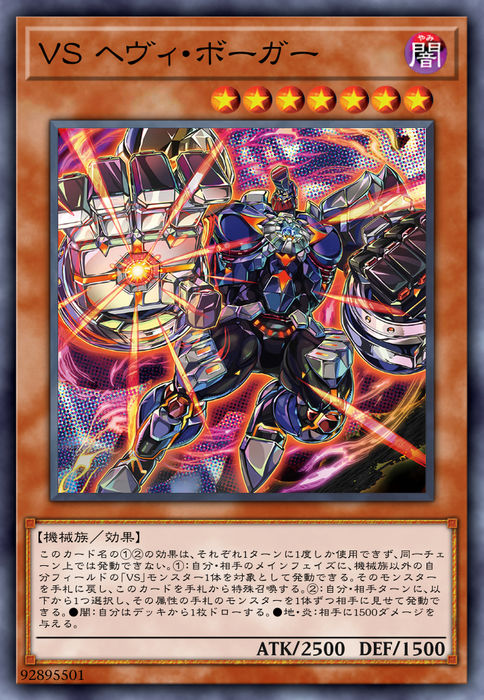 VS ヘヴィ・ボーガー
やみ
闇
【機械族/効果】
このカード名の①②の効果は、それぞれ1ターンに1度しか使用できず、同一チェ
ーン上では発動できない。①:自分・相手のメインフェイズに、機械族以外の自
分フィールドの「VS」モンスター1体を対象として発動できる。そのモンスター
を手札に戻し、このカードを手札から特殊召喚する。②:自分・相手ターンに、以
下から1つ選択し、その属性の手札のモンスターを1体ずつ相手に見せて発動でき
る。●闇:自分はデッキから1枚ドローする。●地・炎:相手に1500ダメージを
与える。
ATK/2500 DEF/1500
92895501